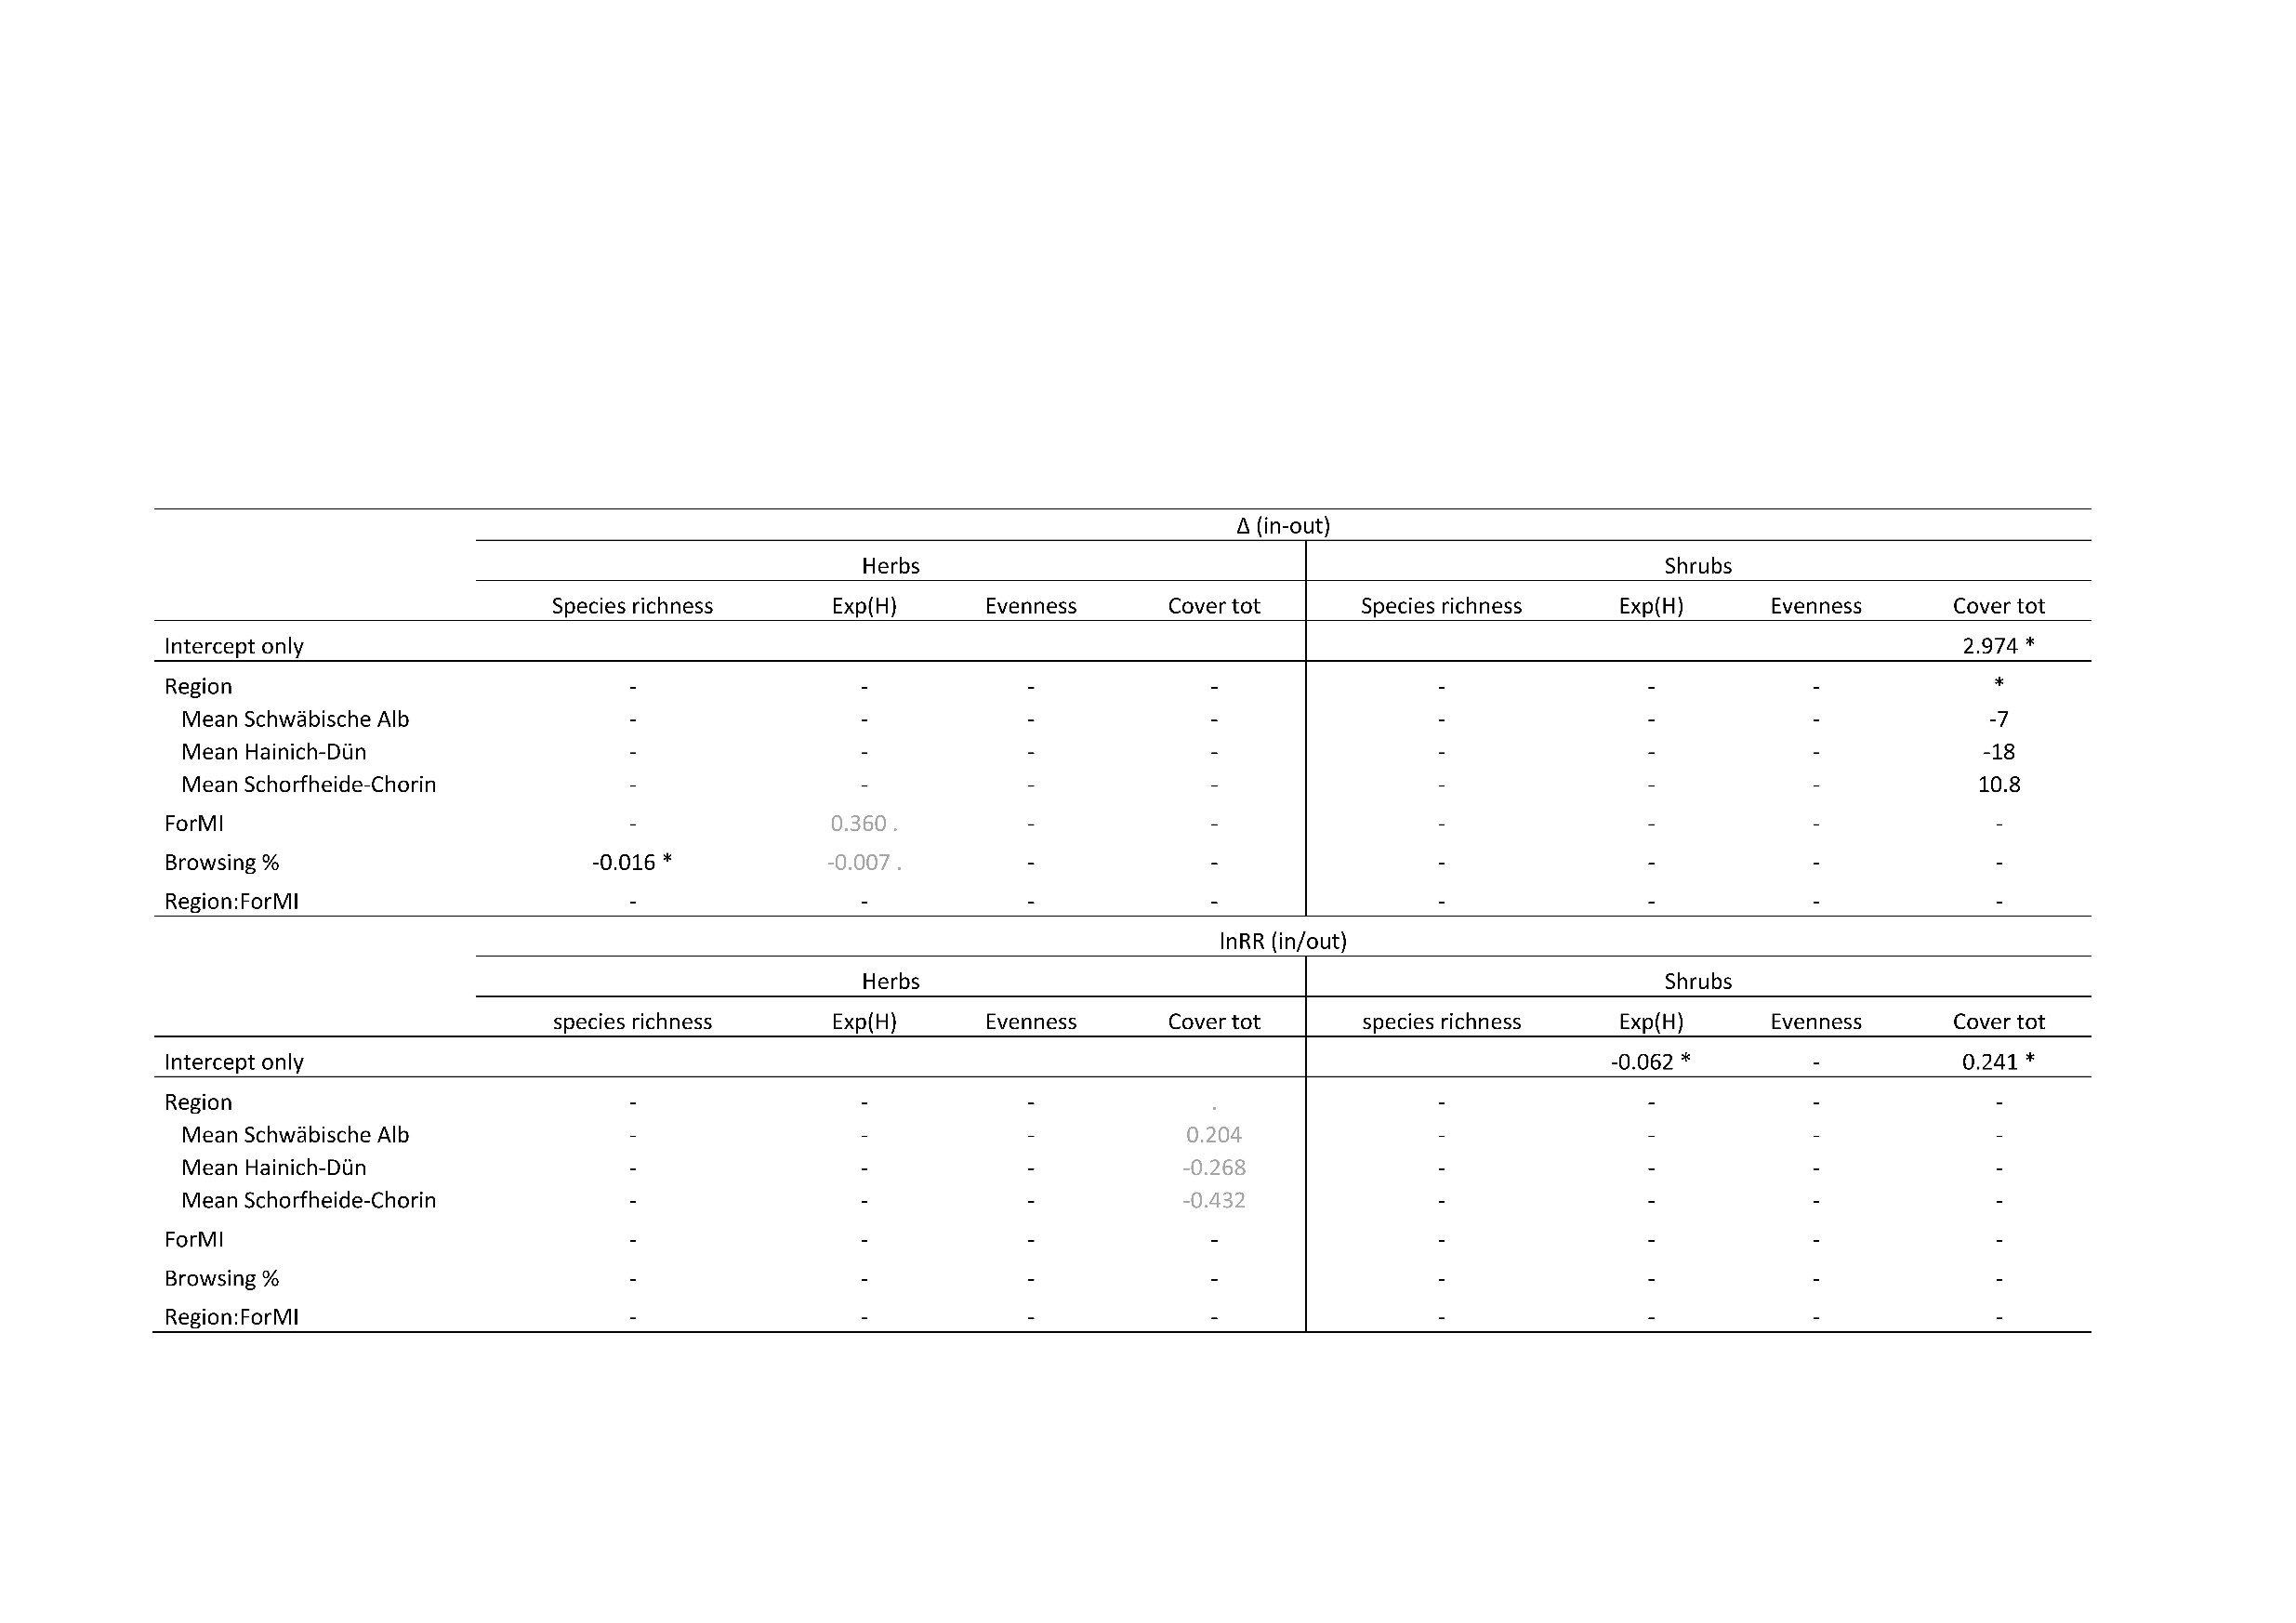 Δ (in-out)
Herbs Shrubs
Species richness Exp(H) Evenness Cover tot Species richness Exp(H) Evenness Cover tot
Intercept only 2.974 *
Region - - - - - - - *
Mean Schwäbische Alb - - - - - - - -7
Mean Hainich-Dün - - - - - - - -18
Mean Schorfheide-Chorin - - - - - - - 10.8
ForMI - 0.360 . - - - - - -
Browsing % -0.016 * -0.007 . - - - - - -
Region:ForMI - - - - - - - -
lnRR (in/out)
Herbs Shrubs
species richness Exp(H) Evenness Cover tot species richness Exp(H) Evenness Cover tot
Intercept only -0.062 * - 0.241 *
Region - - - . - - - -
Mean Schwäbische Alb - - - 0.204 - - - -
Mean Hainich-Dün - - - -0.268 - - - -
Mean Schorfheide-Chorin - - - -0.432 - - - -
ForMI - - - - - - - -
Browsing % - - - - - - - -
Region:ForMI - - - - - - - -